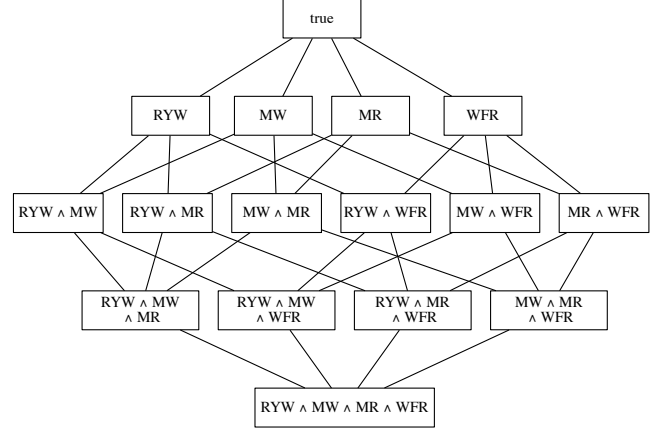 true
RYW
MW
MR
WFR
RYW ∧ MW
RYW ∧ MR
MW ∧ MR
RYW ∧ WFR
MW ∧ WFR
MR ∧ WFR
RYW ∧ MW
∧ MR
RYW ∧ MW
∧ WFR
RYW ∧ MR
∧ WFR
MW ∧ MR
∧ WFR
RYW ∧ MW ∧ MR ∧ WFR